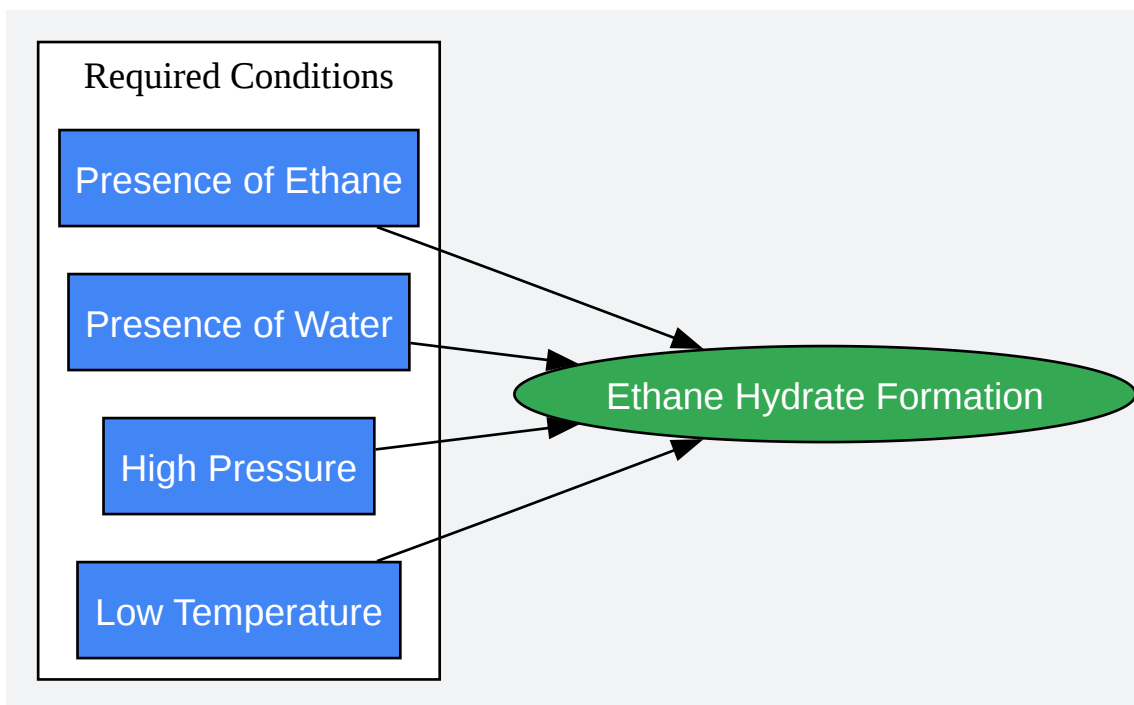 Required Conditions
Presence of Ethane
Presence of Water
High Pressure
Low Temperature
Ethane Hydrate Formation